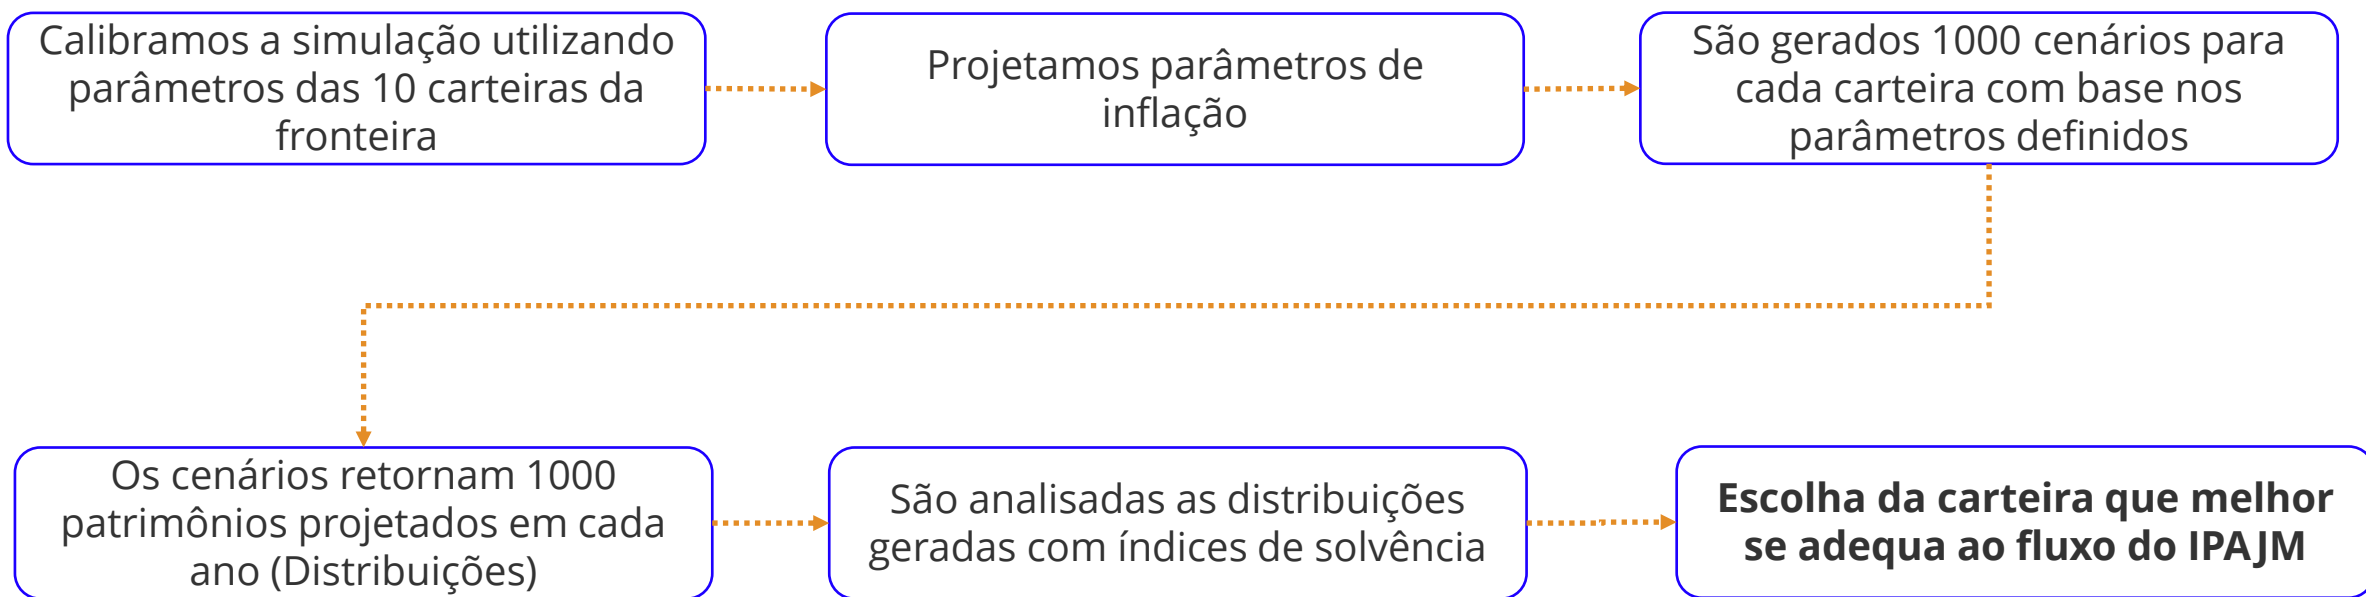 Calibramos a simulação utilizando
parâmetros das 10 carteiras da
fronteira
Projetamos parâmetros de
inflação
São gerados 1000 cenários para
cada carteira com base nos
parâmetros definidos
Os cenários retornam 1000
patrimônios projetados em cada
ano (Distribuições)
São analisadas as distribuições
geradas com índices de solvência
Escolha da carteira que melhor
se adequa ao fluxo do IPAJM